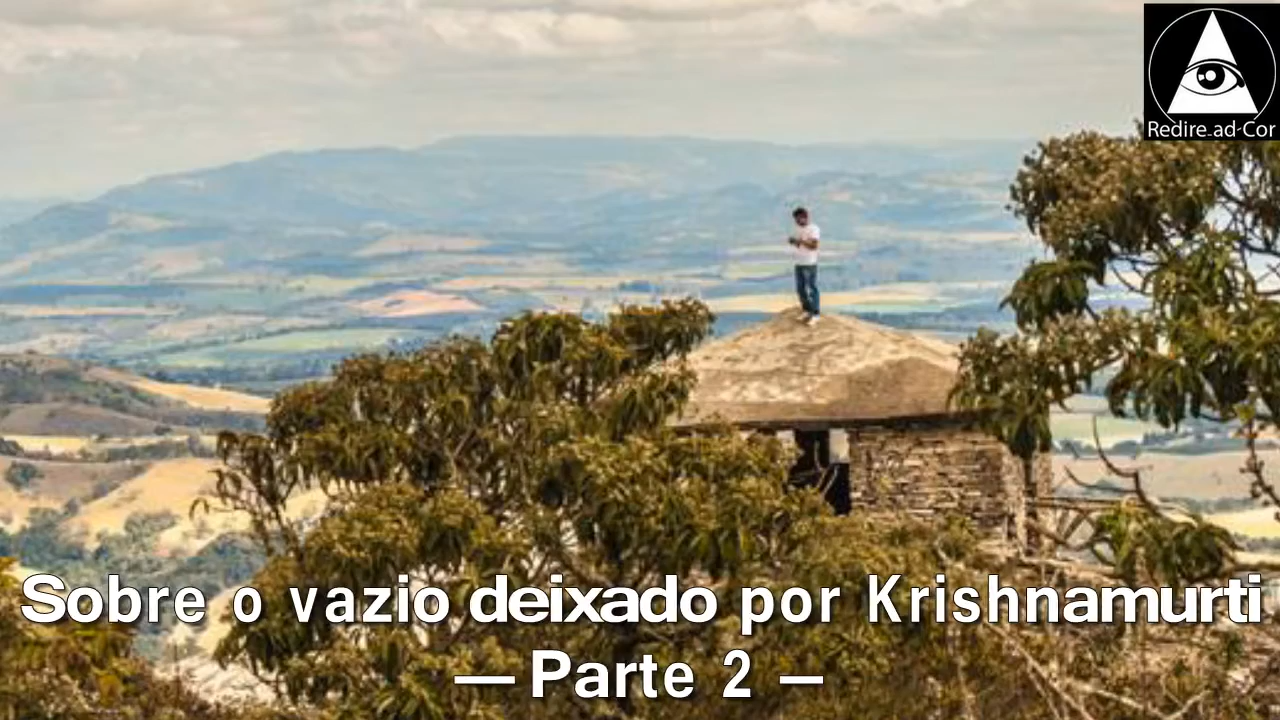 Redire-ad-Cor
Sobre o vazio deixado por Krishnamurti
— Parte 2 —